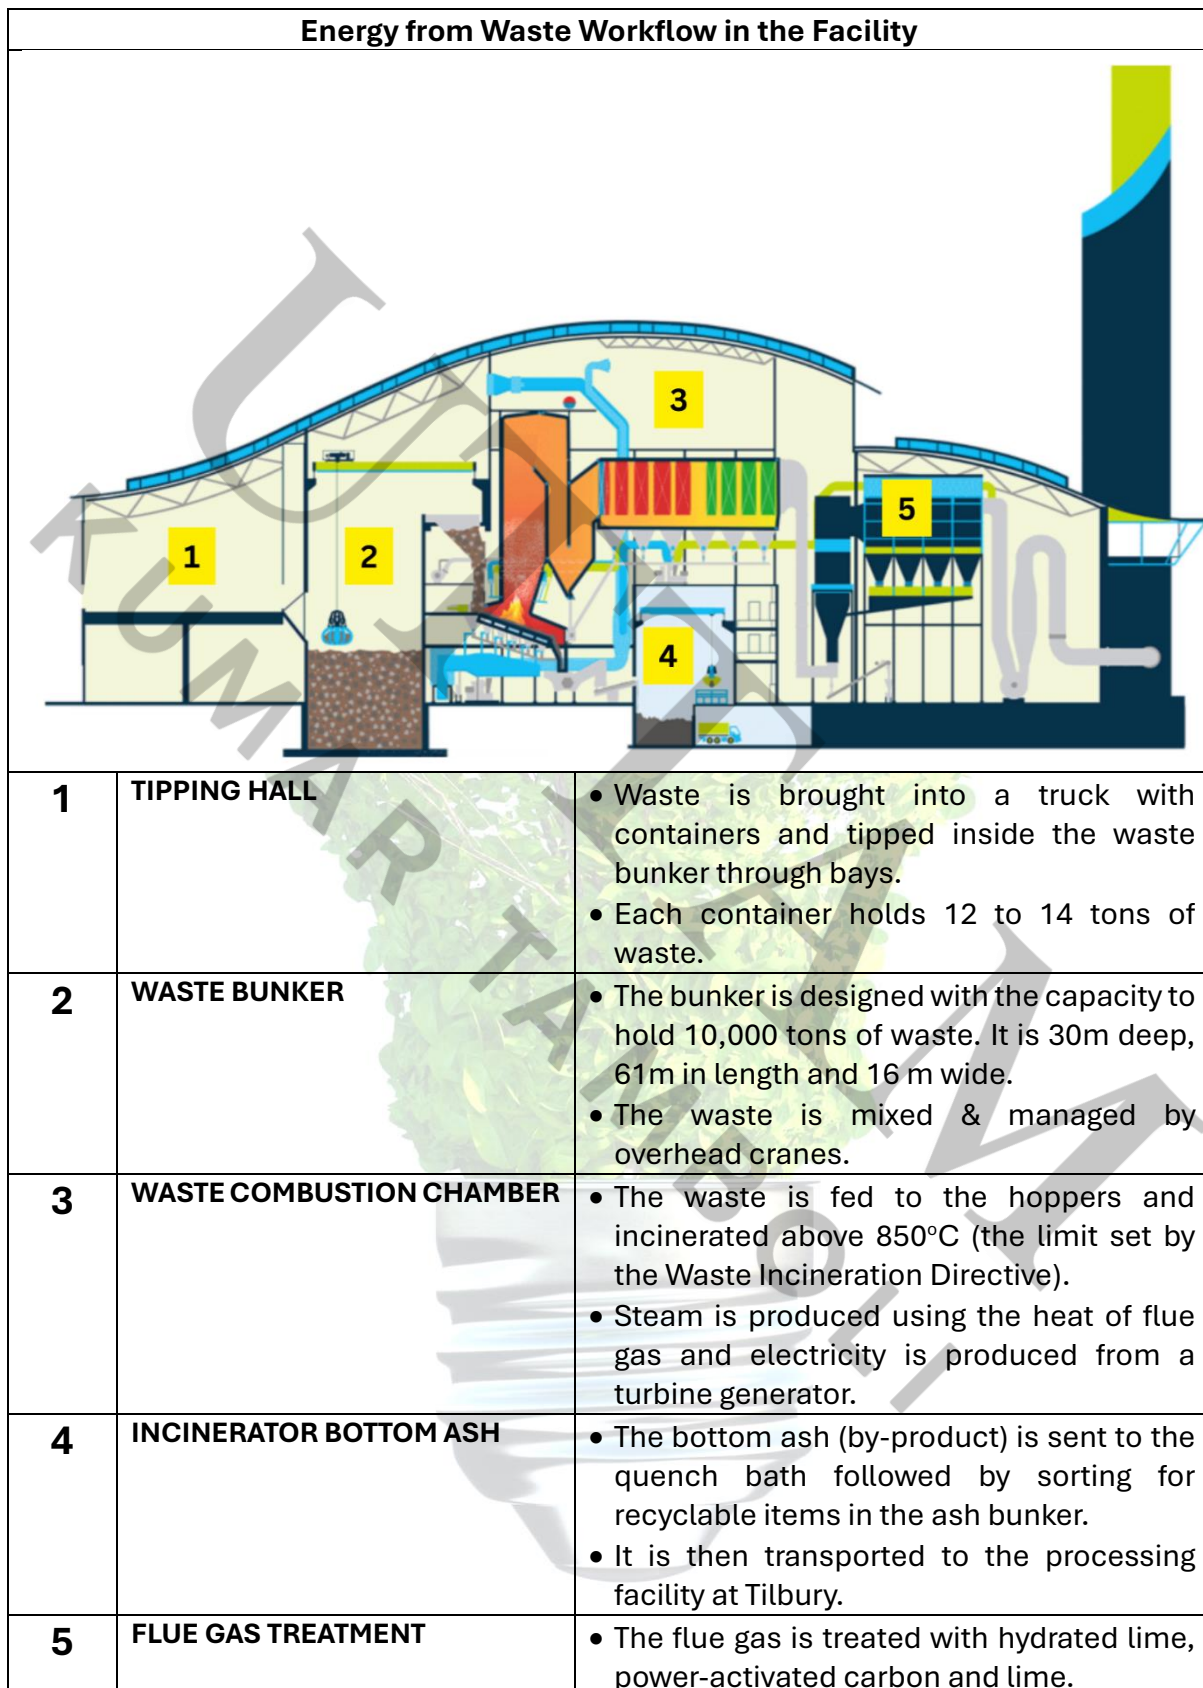 Energy from Waste Workflow in the Facility
3
5
1
2
4
1
TIPPING HALL
• Waste is brought into a truck with
containers and tipped inside the waste
bunker through bays.
• Each container holds 12 to 14 tons of
waste.
2
WASTE BUNKER
• The bunker is designed with the capacity to
hold 10,000 tons of waste. It is 30m deep,
61m in length and 16 m wide.
• The waste is mixed & managed by
overhead cranes.
3
WASTE COMBUSTION CHAMBER
• The waste is fed to the hoppers and
incinerated above 850°C (the limit set by
the Waste Incineration Directive).
• Steam is produced using the heat of flue
gas and electricity is produced from a
turbine generator.
4
INCINERATOR BOTTOM ASH
• The bottom ash (by-product) is sent to the
quench bath followed by sorting for
recyclable items in the ash bunker.
• It is then transported to the processing
facility at Tilbury.
5
FLUE GAS TREATMENT
• The flue gas is treated with hydrated lime,
power-activated carbon and lime.
UTTAM
KUMAR TAMBOLI